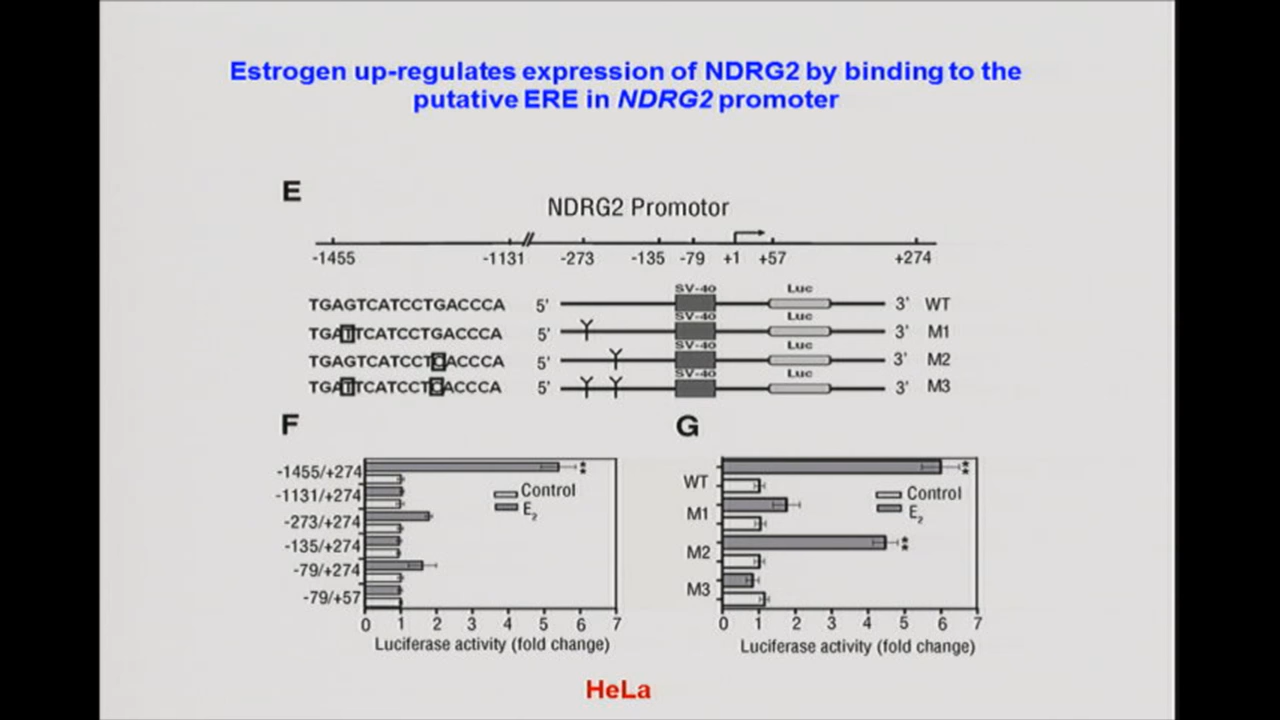 Estrogen up-regulates expression of NDRG2 by binding to the
putative ERE in NDRG2 promoter
E
NDRG2 Promotor
-1455 -1131 -273 -135 -79 +1 +57 +274
SV-40 Luc
TGAGTCATCCTGACCCA 5' 3' WT
SV-40 Luc
TGATTCATCCTGACCCA 5' 3' M1
SV-40 Luc
TGAGTCATCCTCACCCA 5' 3' M2
SV-40 Luc
TGATTCATCCTCACCCA 5' 3' M3
F
-1455/+274 **
-1131/+274
-273/+274
-135/+274
-79/+274
-79/+57
Control
E2
0 1 2 3 4 5 6 7
Luciferase activity (fold change)
G
WT **
M1
M2 **
M3
Control
E2
0 1 2 3 4 5 6 7
Luciferase activity (fold change)
HeLa